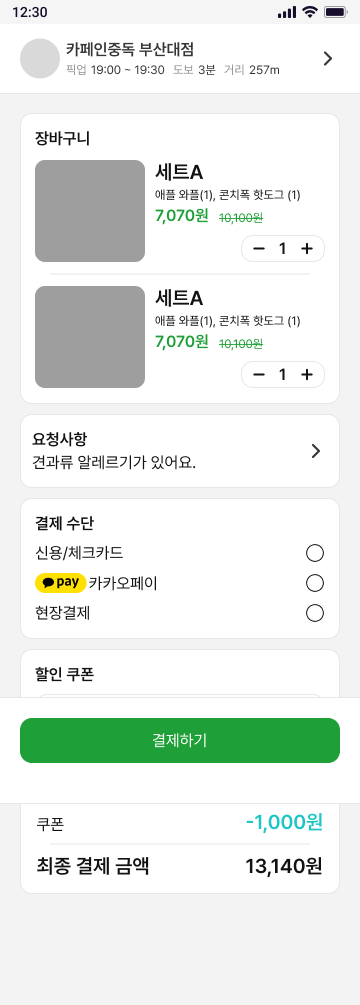 12:30
카페인중독 부산대점
픽업 19:00 ~ 19:30 도보 3분 거리 257m
장바구니
세트A
애플 와플(1), 콘치폭 핫도그 (1)
7,070원 10,100원
1
세트A
애플 와플(1), 콘치폭 핫도그 (1)
7,070원 10,100원
1
요청사항
견과류 알레르기가 있어요.
결제 수단
신용/체크카드
pay 카카오페이
현장결제
할인 쿠폰
결제하기
쿠폰 -1,000원
최종 결제 금액 13,140원